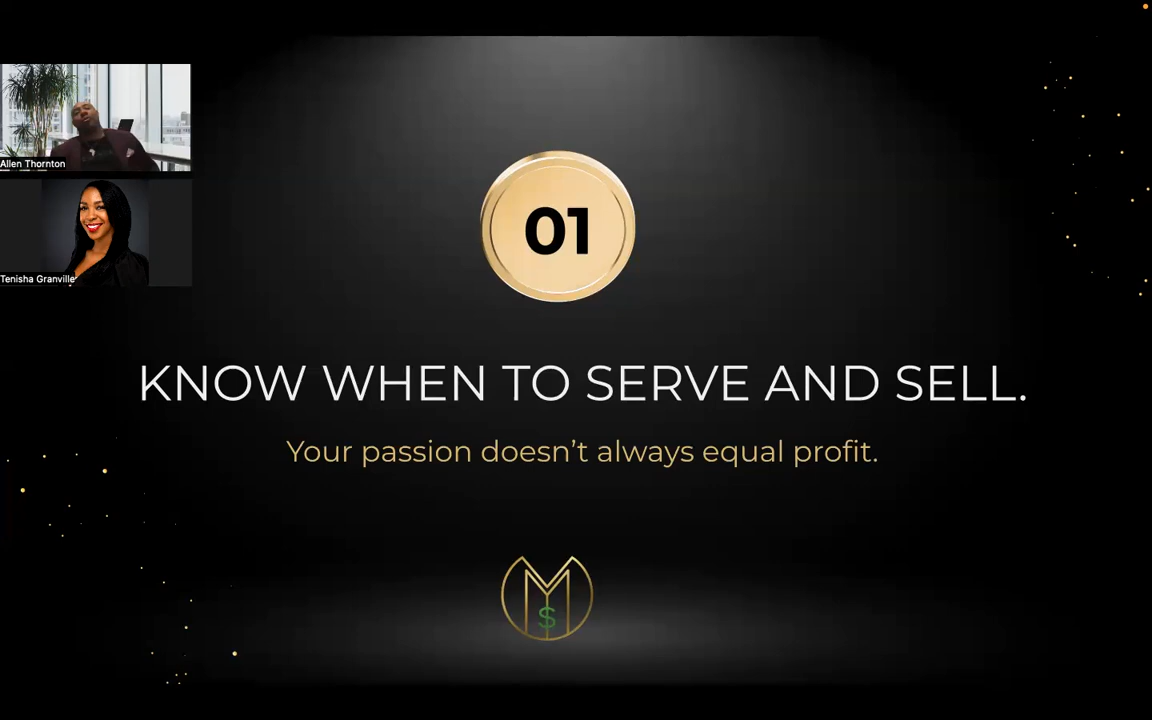 Allen Thornton
Tenisha Granville
01
KNOW WHEN TO SERVE AND SELL.
Your passion doesn’t always equal profit.
M
$